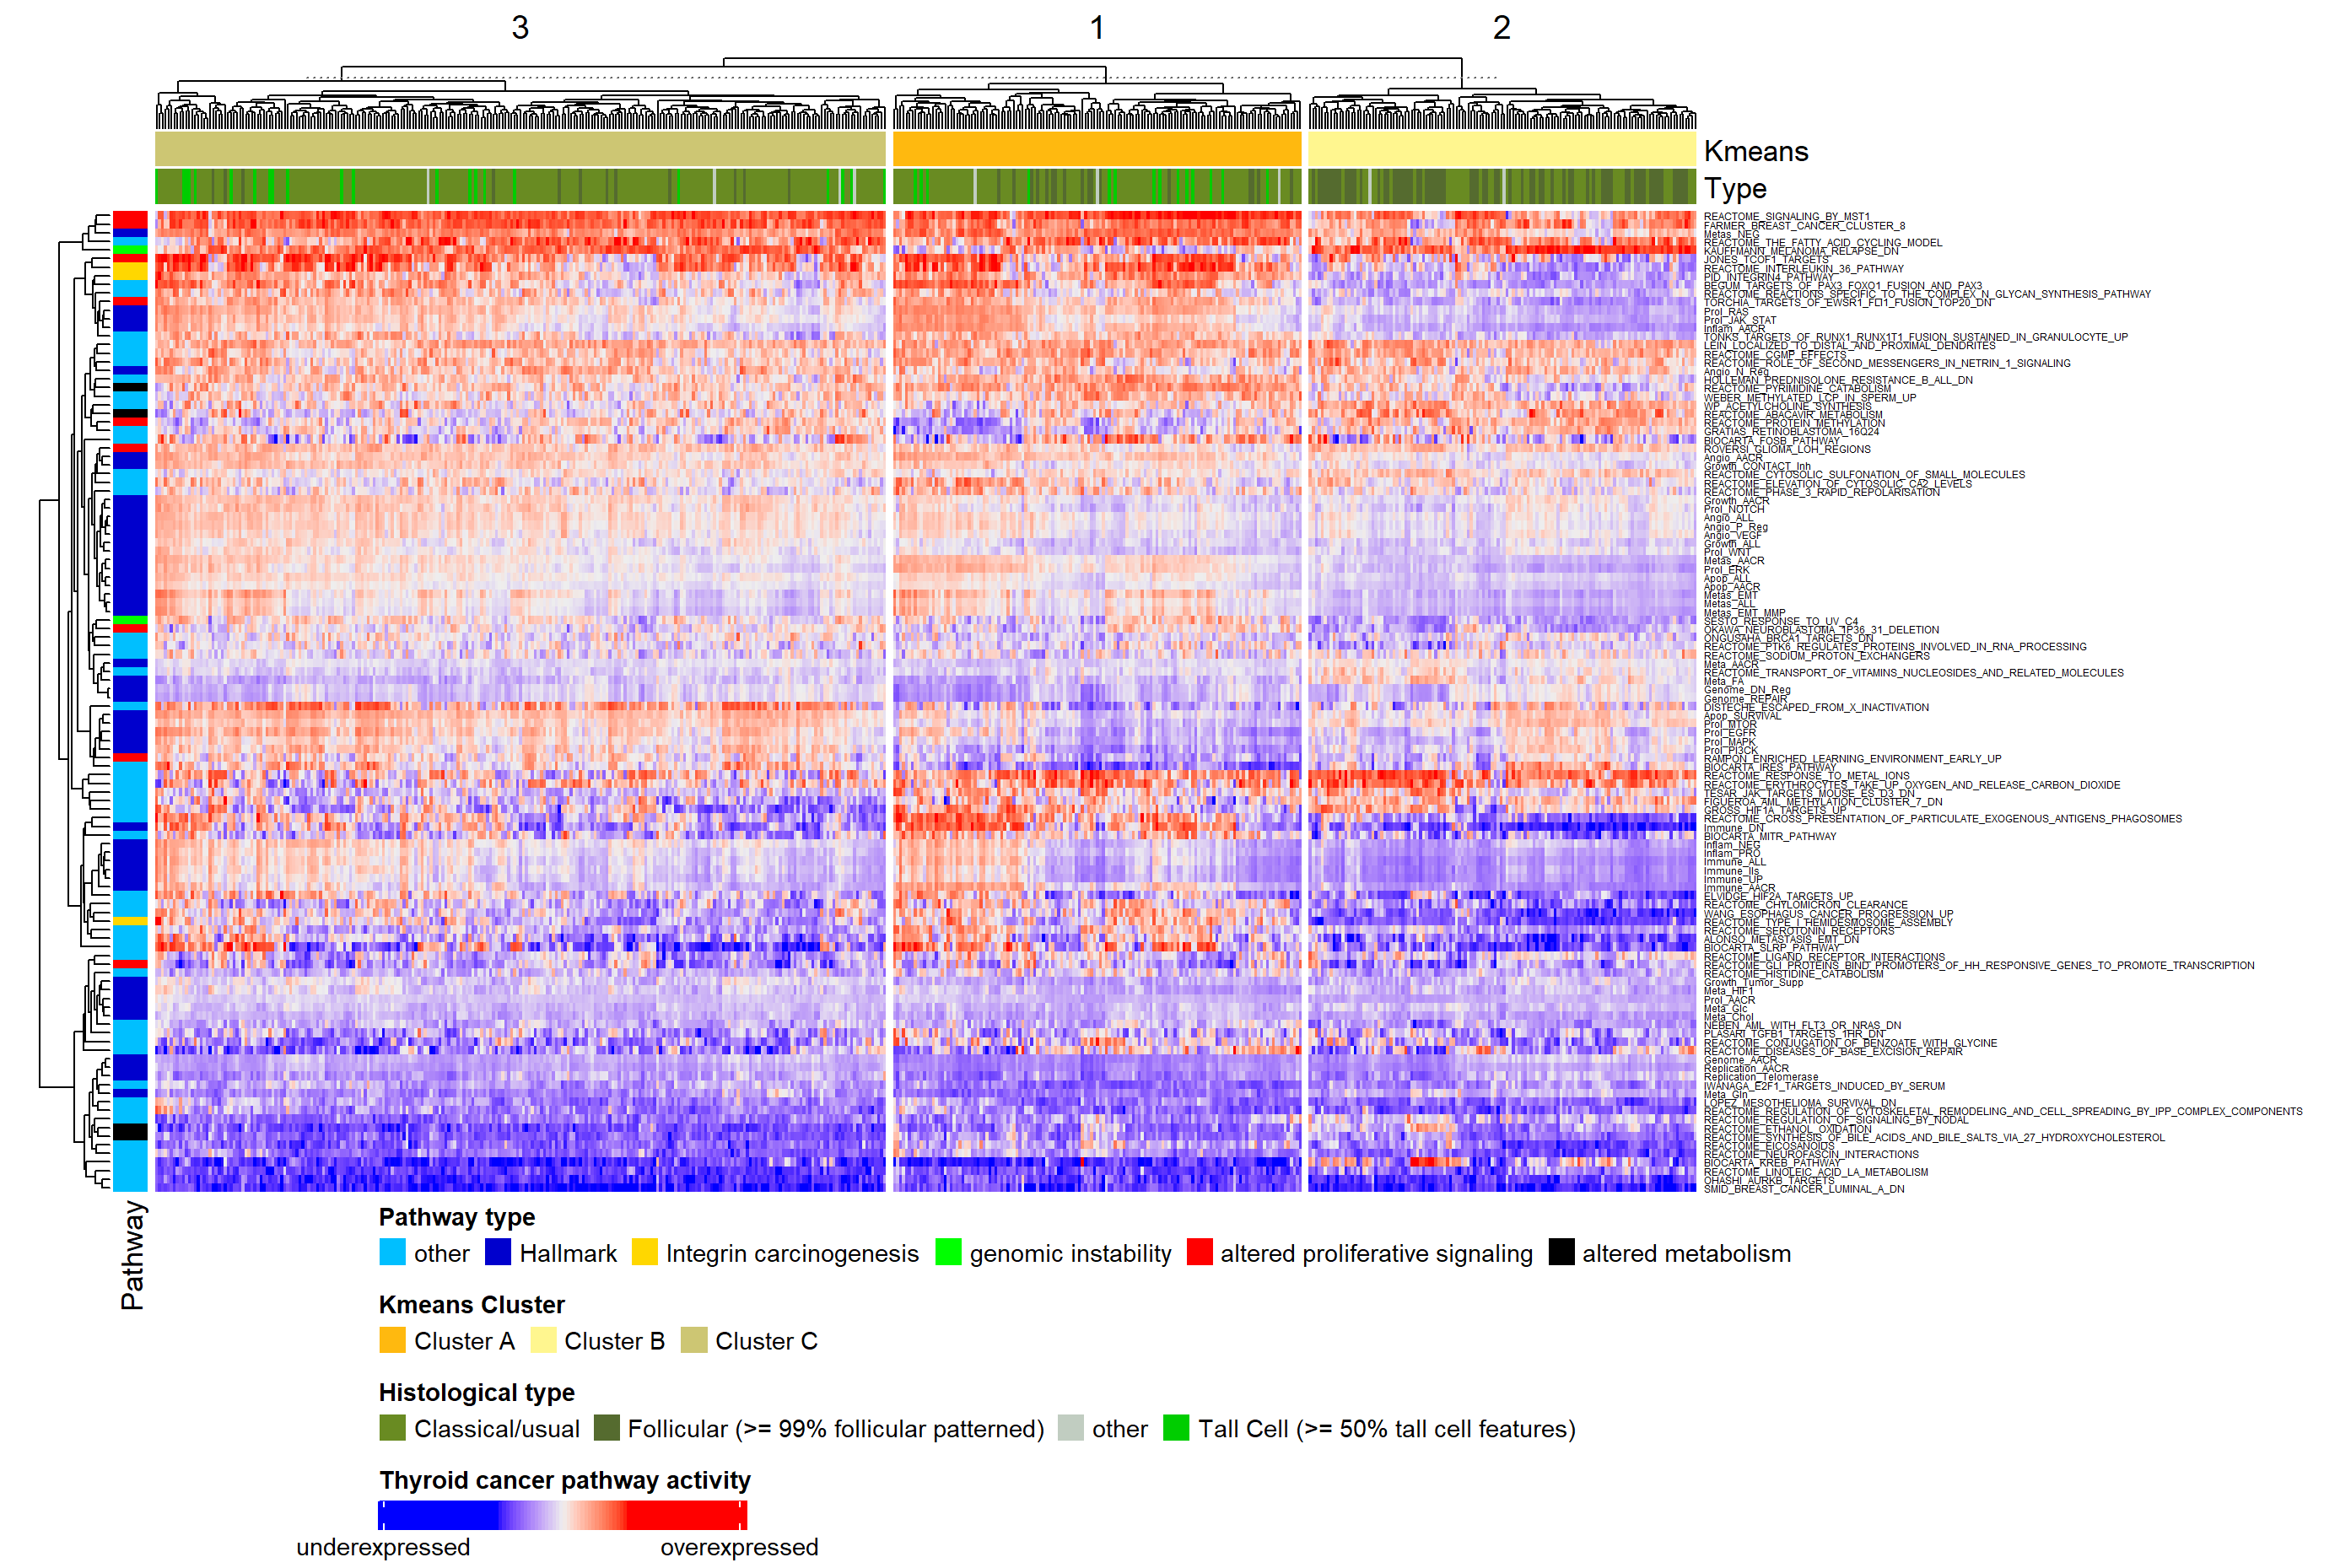 3 1 2
Kmeans
Type
REACTOME_SIGNALING_BY_MST1
FARMER_BREAST_CANCER_CLUSTER_8
Metas_NEG
REACTOME_THE_FATTY_ACID_CYCLING_MODEL
KAUFFMANN_MELANOMA_RELAPSE_DN
JONES_TCOF1_TARGETS
REACTOME_INTERLEUKIN_36_PATHWAY
PID_INTEGRIN4_PATHWAY
BEGUM_TARGETS_OF_PAX3_FOXO1_FUSION_AND_PAX3
REACTOME_REACTIONS_SPECIFIC_TO_THE_COMPLEX_N_GLYCAN_SYNTHESIS_PATHWAY
TORCHIA_TARGETS_OF_EWSR1_FLI1_FUSION_TOP20_DN
Prol_RAS
Prol_JAK_STAT
Inflam_AACR
TONKS_TARGETS_OF_RUNX1_RUNX1T1_FUSION_SUSTAINED_IN_GRANULOCYTE_UP
LEIN_LOCALIZED_TO_DISTAL_AND_PROXIMAL_DENDRITES
REACTOME_CGMP_EFFECTS
REACTOME_ROLE_OF_SECOND_MESSENGERS_IN_NETRIN_1_SIGNALING
Angio_N_Reg
HOLLEMAN_PREDNISOLONE_RESISTANCE_B_ALL_DN
REACTOME_PYRIMIDINE_CATABOLISM
WEBER_METHYLATED_LCP_IN_SPERM_UP
WP_ACETYLCHOLINE_SYNTHESIS
REACTOME_ABACAVIR_METABOLISM
REACTOME_PROTEIN_METHYLATION
GRATIAS_RETINOBLASTOMA_16Q24
BIOCARTA_FOSB_PATHWAY
ROVERSI_GLIOMA_LOH_REGIONS
Angio_AACR
Growth_CONTACT_Inh
REACTOME_CYTOSOLIC_SULFONATION_OF_SMALL_MOLECULES
REACTOME_ELEVATION_OF_CYTOSOLIC_CA2_LEVELS
REACTOME_PHASE_3_RAPID_REPOLARISATION
Growth_AACR
Prol_NOTCH
Angio_ALL
Angio_P_Reg
Angio_VEGF
Growth_ALL
Prol_WNT
Metas_AACR
Prol_ERK
Apop_ALL
Apop_AACR
Metas_EMT
Metas_ALL
Metas_EMT_MMP
SESTO_RESPONSE_TO_UV_C4
OKAWA_NEUROBLASTOMA_1P36_31_DELETION
ONGUSAHA_BRCA1_TARGETS_DN
REACTOME_PTK6_REGULATES_PROTEINS_INVOLVED_IN_RNA_PROCESSING
REACTOME_SODIUM_PROTON_EXCHANGERS
Meta_AACR
REACTOME_TRANSPORT_OF_VITAMINS_NUCLEOSIDES_AND_RELATED_MOLECULES
Meta_FA
Genome_DN_Reg
Genome_REPAIR
DISTECHE_ESCAPED_FROM_X_INACTIVATION
Apop_SURVIVAL
Prol_MTOR
Prol_EGFR
Prol_MAPK
Prol_PI3CK
RAMPON_ENRICHED_LEARNING_ENVIRONMENT_EARLY_UP
BIOCARTA_IRES_PATHWAY
REACTOME_RESPONSE_TO_METAL_IONS
REACTOME_ERYTHROCYTES_TAKE_UP_OXYGEN_AND_RELEASE_CARBON_DIOXIDE
TESAR_JAK_TARGETS_MOUSE_ES_D3_DN
FIGUEROA_AML_METHYLATION_CLUSTER_7_DN
GROSS_HIF1A_TARGETS_UP
REACTOME_CROSS_PRESENTATION_OF_PARTICULATE_EXOGENOUS_ANTIGENS_PHAGOSOMES
Immune_DN
BIOCARTA_MITR_PATHWAY
Inflam_NEG
Inflam_PRO
Immune_ALL
Immune_IIs
Immune_UP
Immune_AACR
ELVIDGE_HIF2A_TARGETS_UP
REACTOME_CHYLOMICRON_CLEARANCE
WANG_ESOPHAGUS_CANCER_PROGRESSION_UP
REACTOME_TYPE_I_HEMIDESMOSOME_ASSEMBLY
REACTOME_SEROTONIN_RECEPTORS
ALONSO_METASTASIS_EMT_DN
BIOCARTA_SLRP_PATHWAY
REACTOME_LIGAND_RECEPTOR_INTERACTIONS
REACTOME_GLI_PROTEINS_BIND_PROMOTERS_OF_HH_RESPONSIVE_GENES_TO_PROMOTE_TRANSCRIPTION
REACTOME_HISTIDINE_CATABOLISM
Growth_Tumor_Supp
Meta_HIF1
Prol_AACR
Meta_Glc
Meta_Chol
NEBEN_AML_WITH_FLT3_OR_NRAS_DN
PLASARI_TGFB1_TARGETS_1HR_DN
REACTOME_CONJUGATION_OF_BENZOATE_WITH_GLYCINE
REACTOME_DISEASES_OF_BASE_EXCISION_REPAIR
Genome_AACR
Replication_AACR
Replication_Telomerase
IWANAGA_E2F1_TARGETS_INDUCED_BY_SERUM
Meta_Gln
LOPEZ_MESOTHELIOMA_SURVIVAL_DN
REACTOME_REGULATION_OF_CYTOSKELETAL_REMODELING_AND_CELL_SPREADING_BY_IPP_COMPLEX_COMPONENTS
REACTOME_REGULATION_OF_SIGNALING_BY_NODAL
REACTOME_ETHANOL_OXIDATION
REACTOME_SYNTHESIS_OF_BILE_ACIDS_AND_BILE_SALTS_VIA_27_HYDROXYCHOLESTEROL
REACTOME_EICOSANOIDS
REACTOME_NEUROFASCIN_INTERACTIONS
BIOCARTA_KREB_PATHWAY
REACTOME_LINOLEIC_ACID_LA_METABOLISM
OHASHI_AURKB_TARGETS
SMID_BREAST_CANCER_LUMINAL_A_DN
Pathway
Pathway type
other Hallmark Integrin carcinogenesis genomic instability altered proliferative signaling altered metabolism
Kmeans Cluster
Cluster A Cluster B Cluster C
Histological type
Classical/usual Follicular (>= 99% follicular patterned) other Tall Cell (>= 50% tall cell features)
Thyroid cancer pathway activity
underexpressed overexpressed